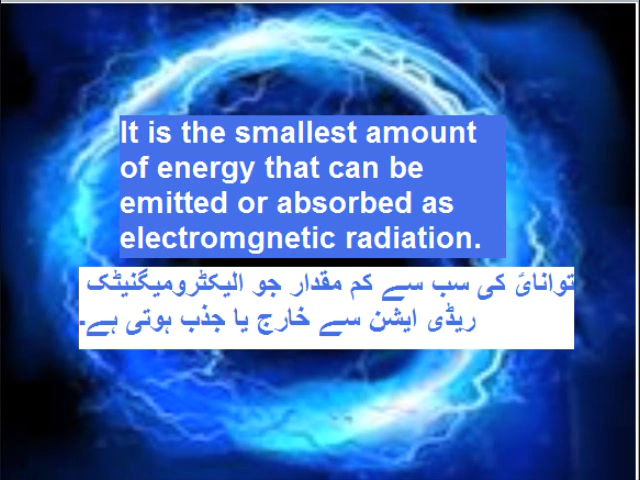 It is the smallest amount
of energy that can be
emitted or absorbed as
electromgnetic radiation.
توانائ کی سب سے کم مقدار جو الیکٹرومیگنیٹک
ریڈی ایشن سے خارج یا جذب ہوتی ہے۔